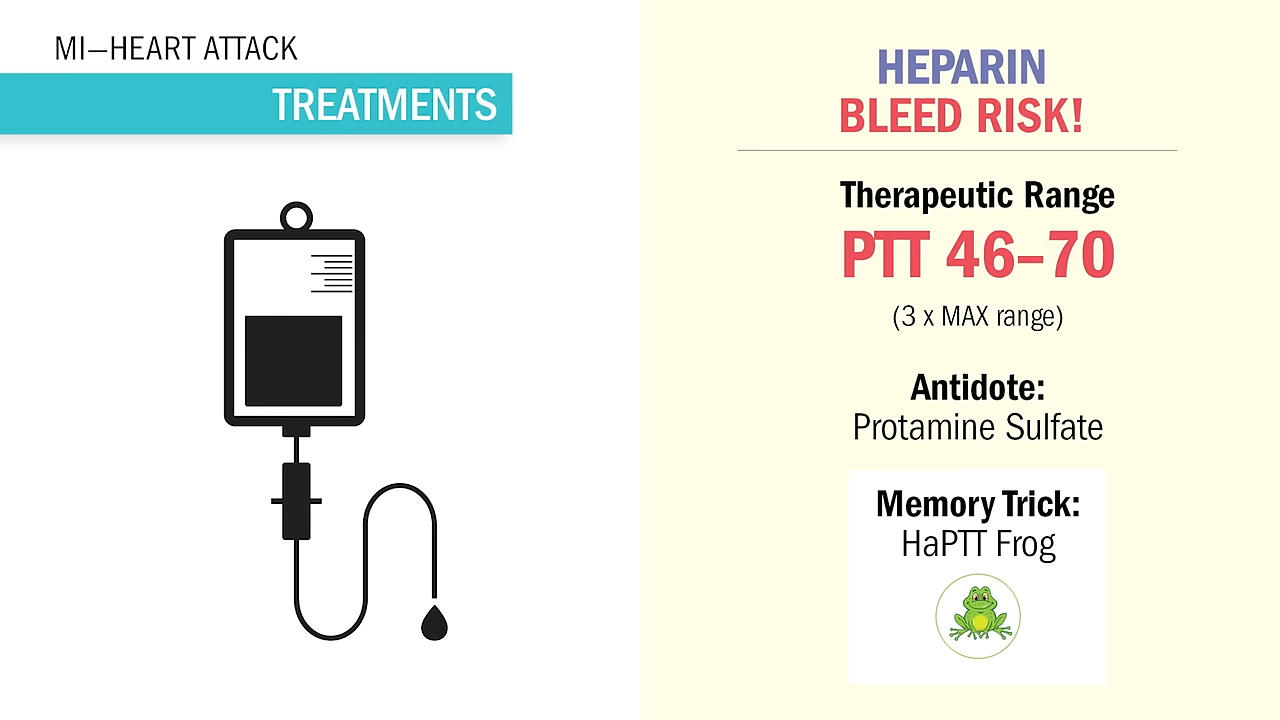 MI—HEART ATTACK
TREATMENTS
HEPARIN
BLEED RISK!
Therapeutic Range
PTT 46–70
(3 x MAX range)
Antidote:
Protamine Sulfate
Memory Trick:
HaPTT Frog